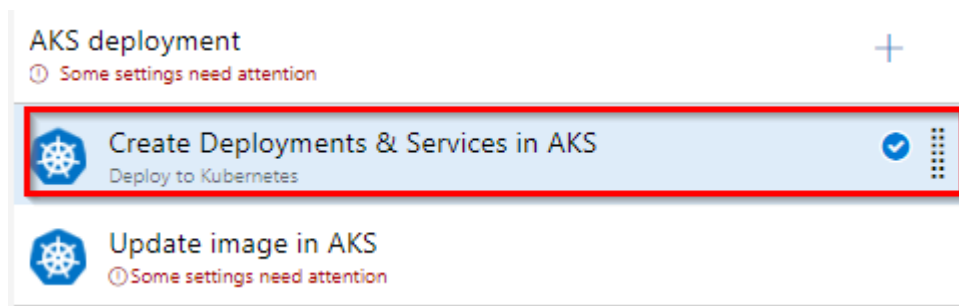 AKS deployment
Some settings need attention
Create Deployments & Services in AKS
Deploy to Kubernetes
Update image in AKS
Some settings need attention